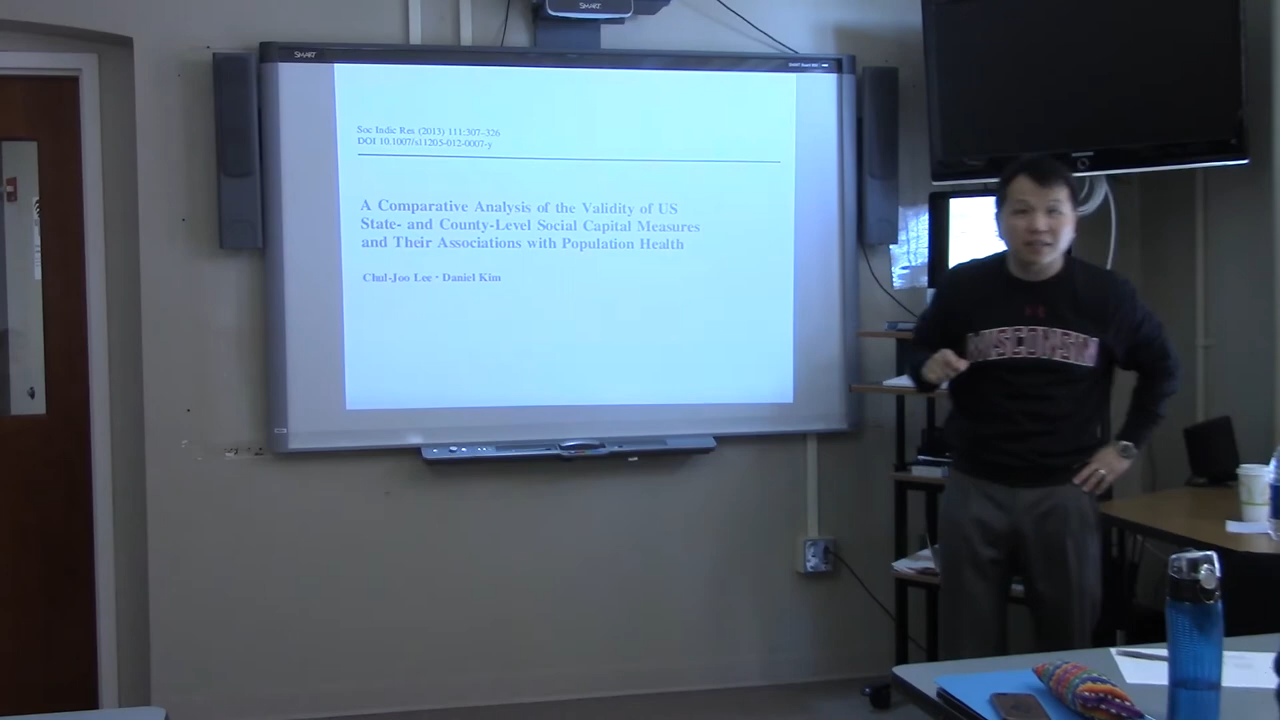 SMART
SMART
Soc Indic Res (2013) 111:307–326
DOI 10.1007/s11205-012-0007-y
A Comparative Analysis of the Validity of US
State- and County-Level Social Capital Measures
and Their Associations with Population Health
Chul-Joo Lee • Daniel Kim
WISCONSIN